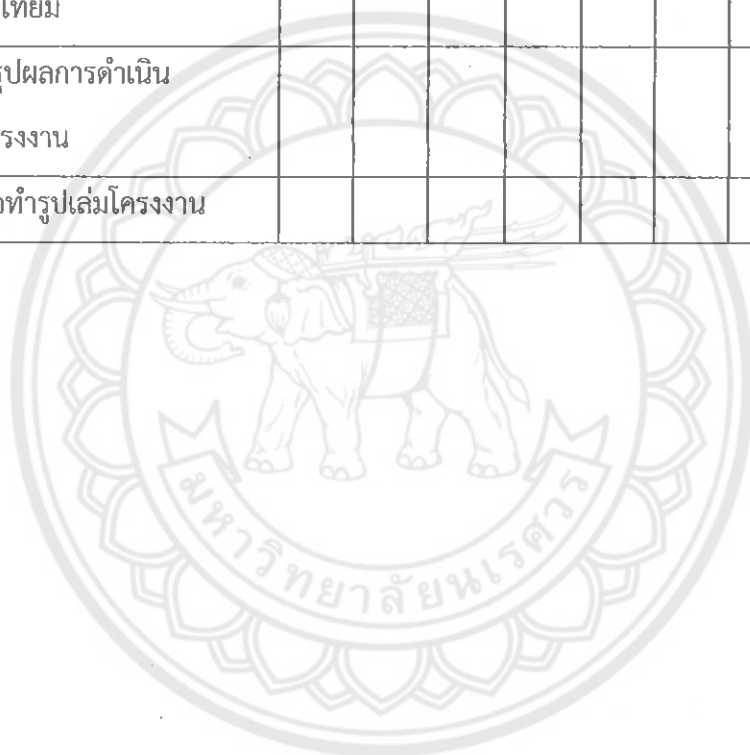 เทียม
รุปผลการดำเนิน
ครงงาน
ทำรูปเล่มโครงงาน
มหาวิทยาลัยนเรศวร